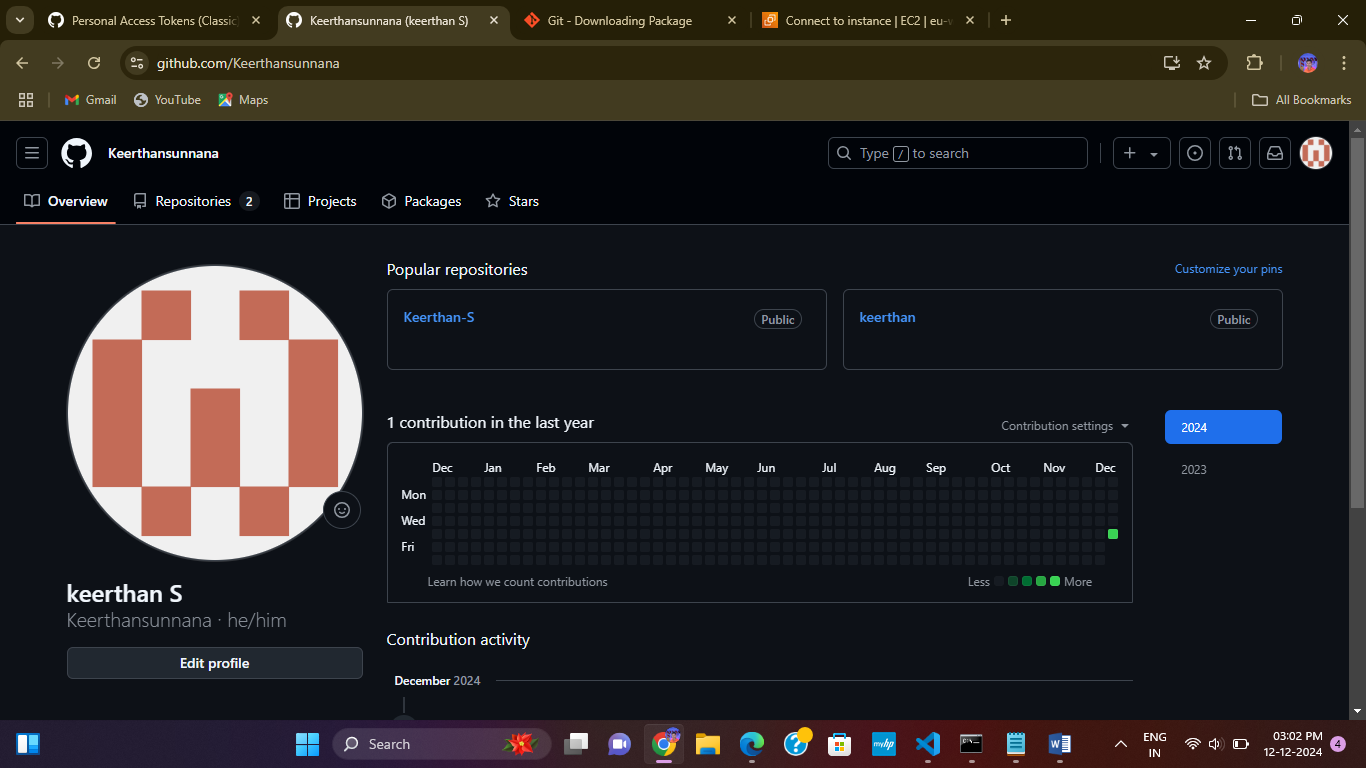 Personal Access Tokens (Classic
Keerthansunnana (keerthan S)
Git - Downloading Package
Connect to instance | EC2 | eu-w
github.com/Keerthansunnana
Gmail
YouTube
Maps
All Bookmarks
Keerthansunnana
Type / to search
Overview
Repositories 2
Projects
Packages
Stars
Popular repositories
Customize your pins
Keerthan-S
Public
keerthan
Public
1 contribution in the last year
Contribution settings
2024
2023
Dec Jan Feb Mar Apr May Jun Jul Aug Sep Oct Nov Dec
Mon
Wed
Fri
Learn how we count contributions
Less
More
keerthan S
Keerthansunnana · he/him
Edit profile
Contribution activity
December 2024
Search
myhp
ENG
IN
03:02 PM
12-12-2024
4